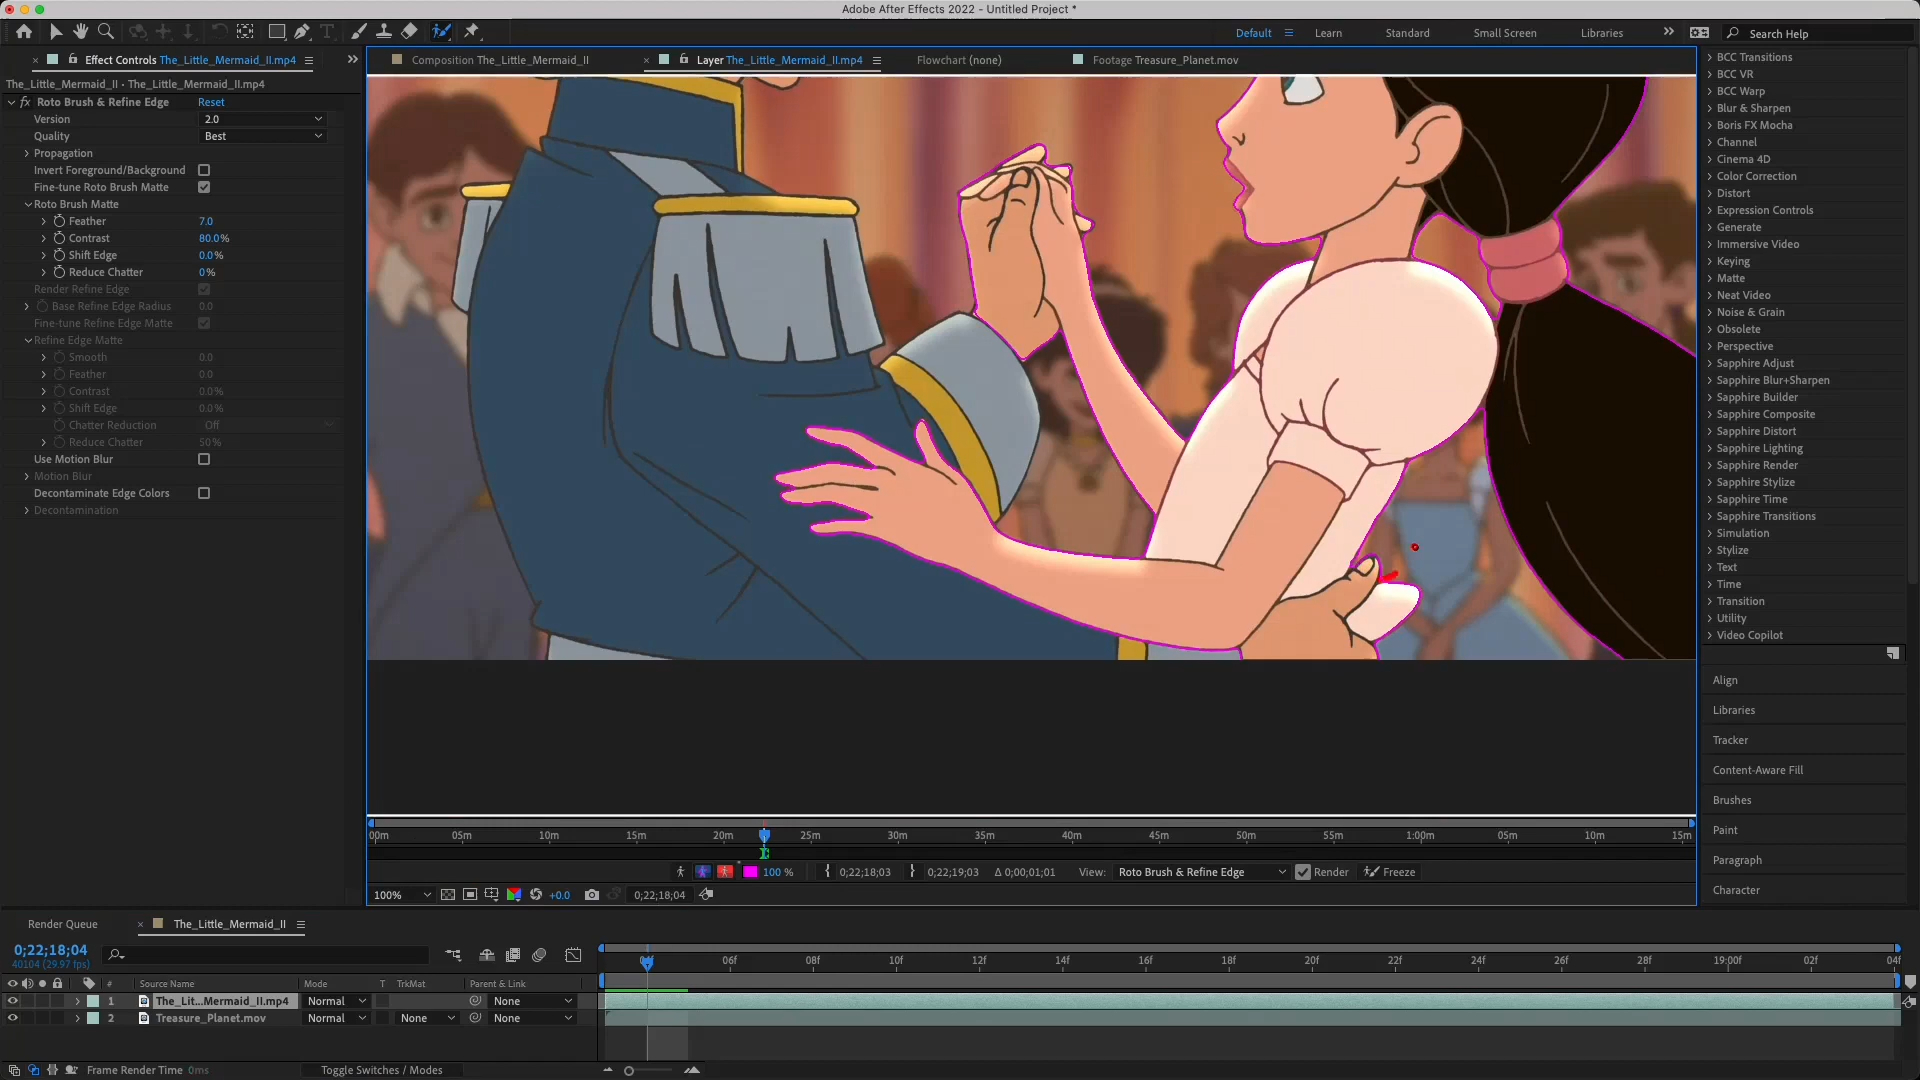 Adobe After Effects 2022 - Untitled Project *
Default
Learn
Standard
Small Screen
Libraries
Search Help
Effect Controls The_Little_Mermaid_II.mp4
The_Little_Mermaid_II • The_Little_Mermaid_II.mp4
fx Roto Brush & Refine Edge Reset
Version 2.0
Quality Best
Propagation
Invert Foreground/Background
Fine-tune Roto Brush Matte
Roto Brush Matte
Feather 7.0
Contrast 80.0%
Shift Edge 0.0%
Reduce Chatter 0%
Render Refine Edge
Base Refine Edge Radius 0.0
Fine-tune Refine Edge Matte
Refine Edge Matte
Smooth 0.0
Feather 0.0
Contrast 0.0%
Shift Edge 0.0%
Chatter Reduction Off
Reduce Chatter 50%
Use Motion Blur
Motion Blur
Decontaminate Edge Colors
Decontamination
Composition The_Little_Mermaid_II
Layer The_Little_Mermaid_II.mp4
Flowchart (none)
Footage Treasure_Planet.mov
00m 05m 10m 15m 20m 25m 30m 35m 40m 45m 50m 55m 1:00m 05m 10m 15m
100 % 0;22;18;03 0;22;19;03 Δ 0;00;01;01 View: Roto Brush & Refine Edge Render Freeze
100% +0.0 0;22;18;04
BCC Transitions
BCC VR
BCC Warp
Blur & Sharpen
Boris FX Mocha
Channel
Cinema 4D
Color Correction
Distort
Expression Controls
Generate
Immersive Video
Keying
Matte
Neat Video
Noise & Grain
Obsolete
Perspective
Sapphire Adjust
Sapphire Blur+Sharpen
Sapphire Builder
Sapphire Composite
Sapphire Distort
Sapphire Lighting
Sapphire Render
Sapphire Stylize
Sapphire Time
Sapphire Transitions
Simulation
Stylize
Text
Time
Transition
Utility
Video Copilot
Align
Libraries
Tracker
Content-Aware Fill
Brushes
Paint
Paragraph
Character
Render Queue
The_Little_Mermaid_II
0;22;18;04
40104 (29.97 fps)
# Source Name Mode T TrkMat Parent & Link
1 The_Lit...Mermaid_II.mp4 Normal None
2 Treasure_Planet.mov Normal None None
06f 08f 10f 12f 14f 16f 18f 20f 22f 24f 26f 28f 19:00f 02f 04f
Frame Render Time 0ms
Toggle Switches / Modes